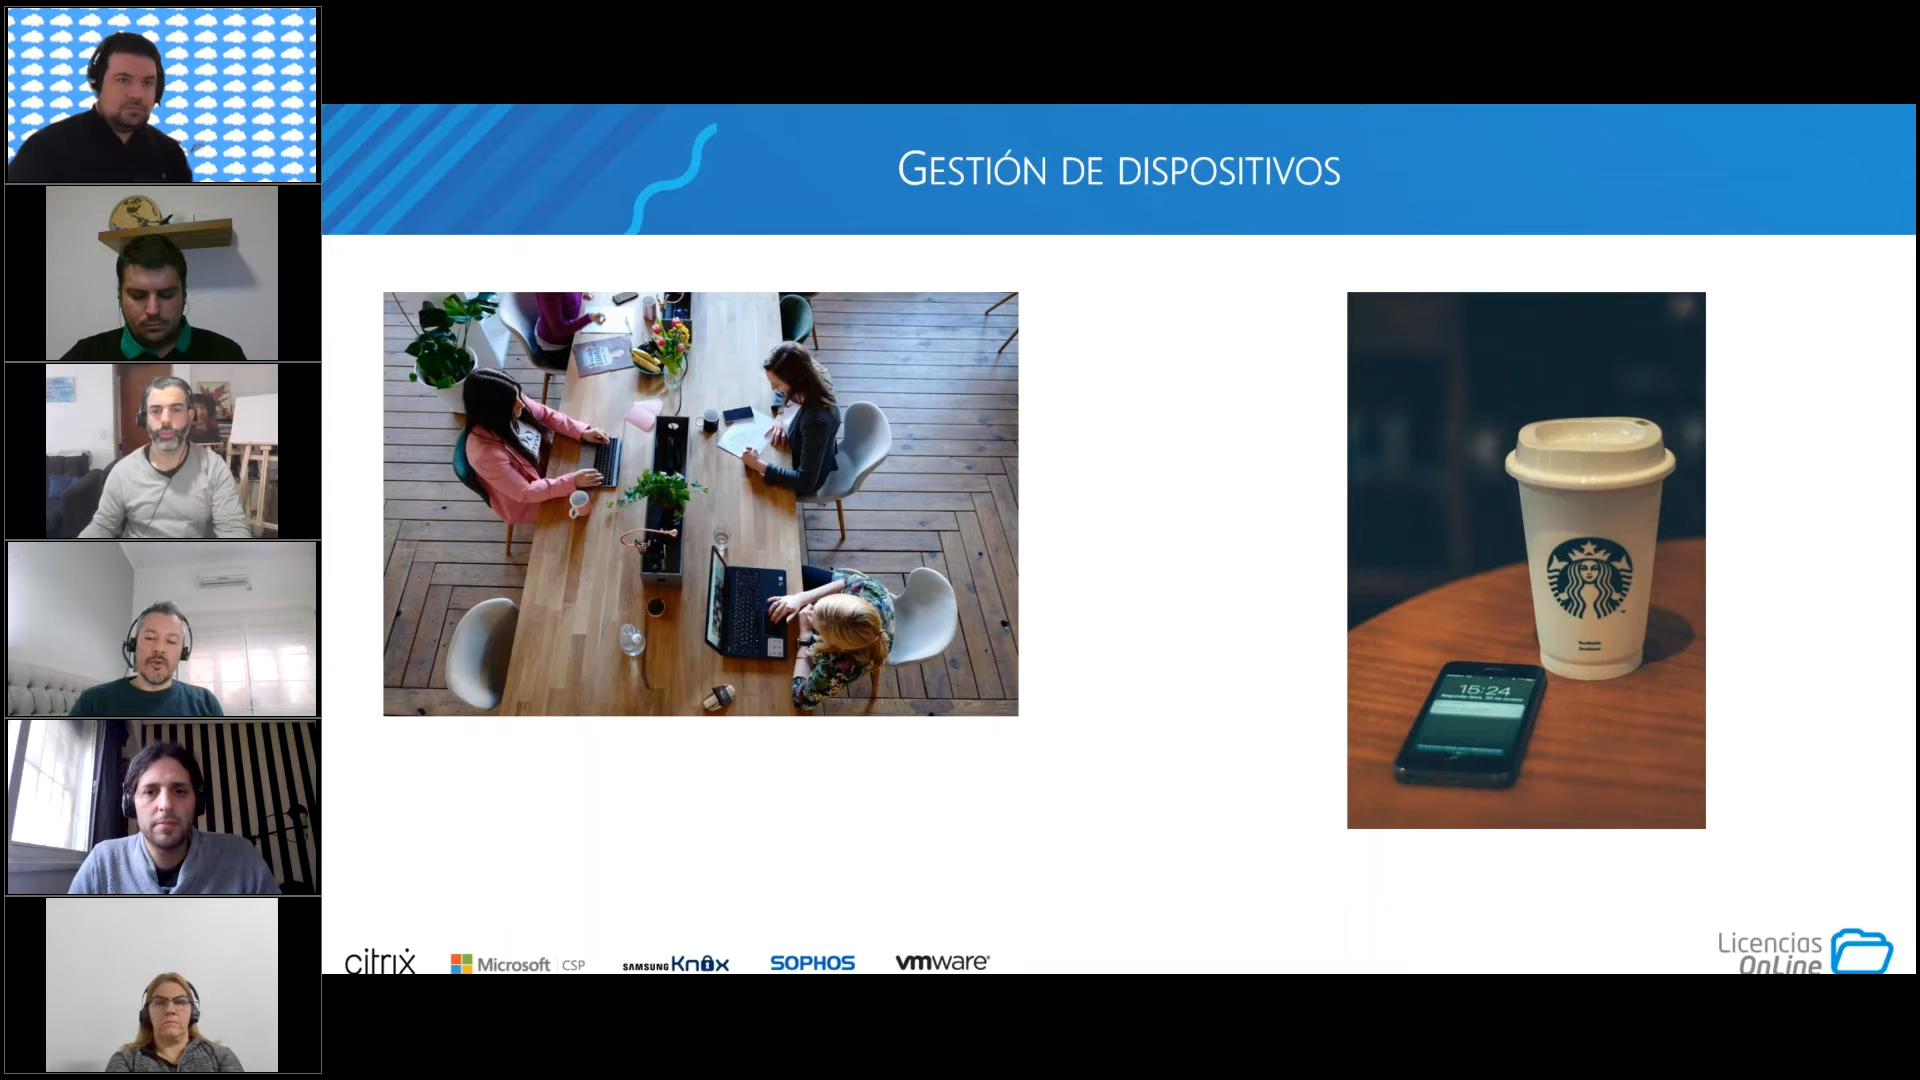 GESTIÓN DE DISPOSITIVOS
15:24
citrix
Microsoft | CSP
SAMSUNG Knox
SOPHOS
vmware®
Licencias
OnLine